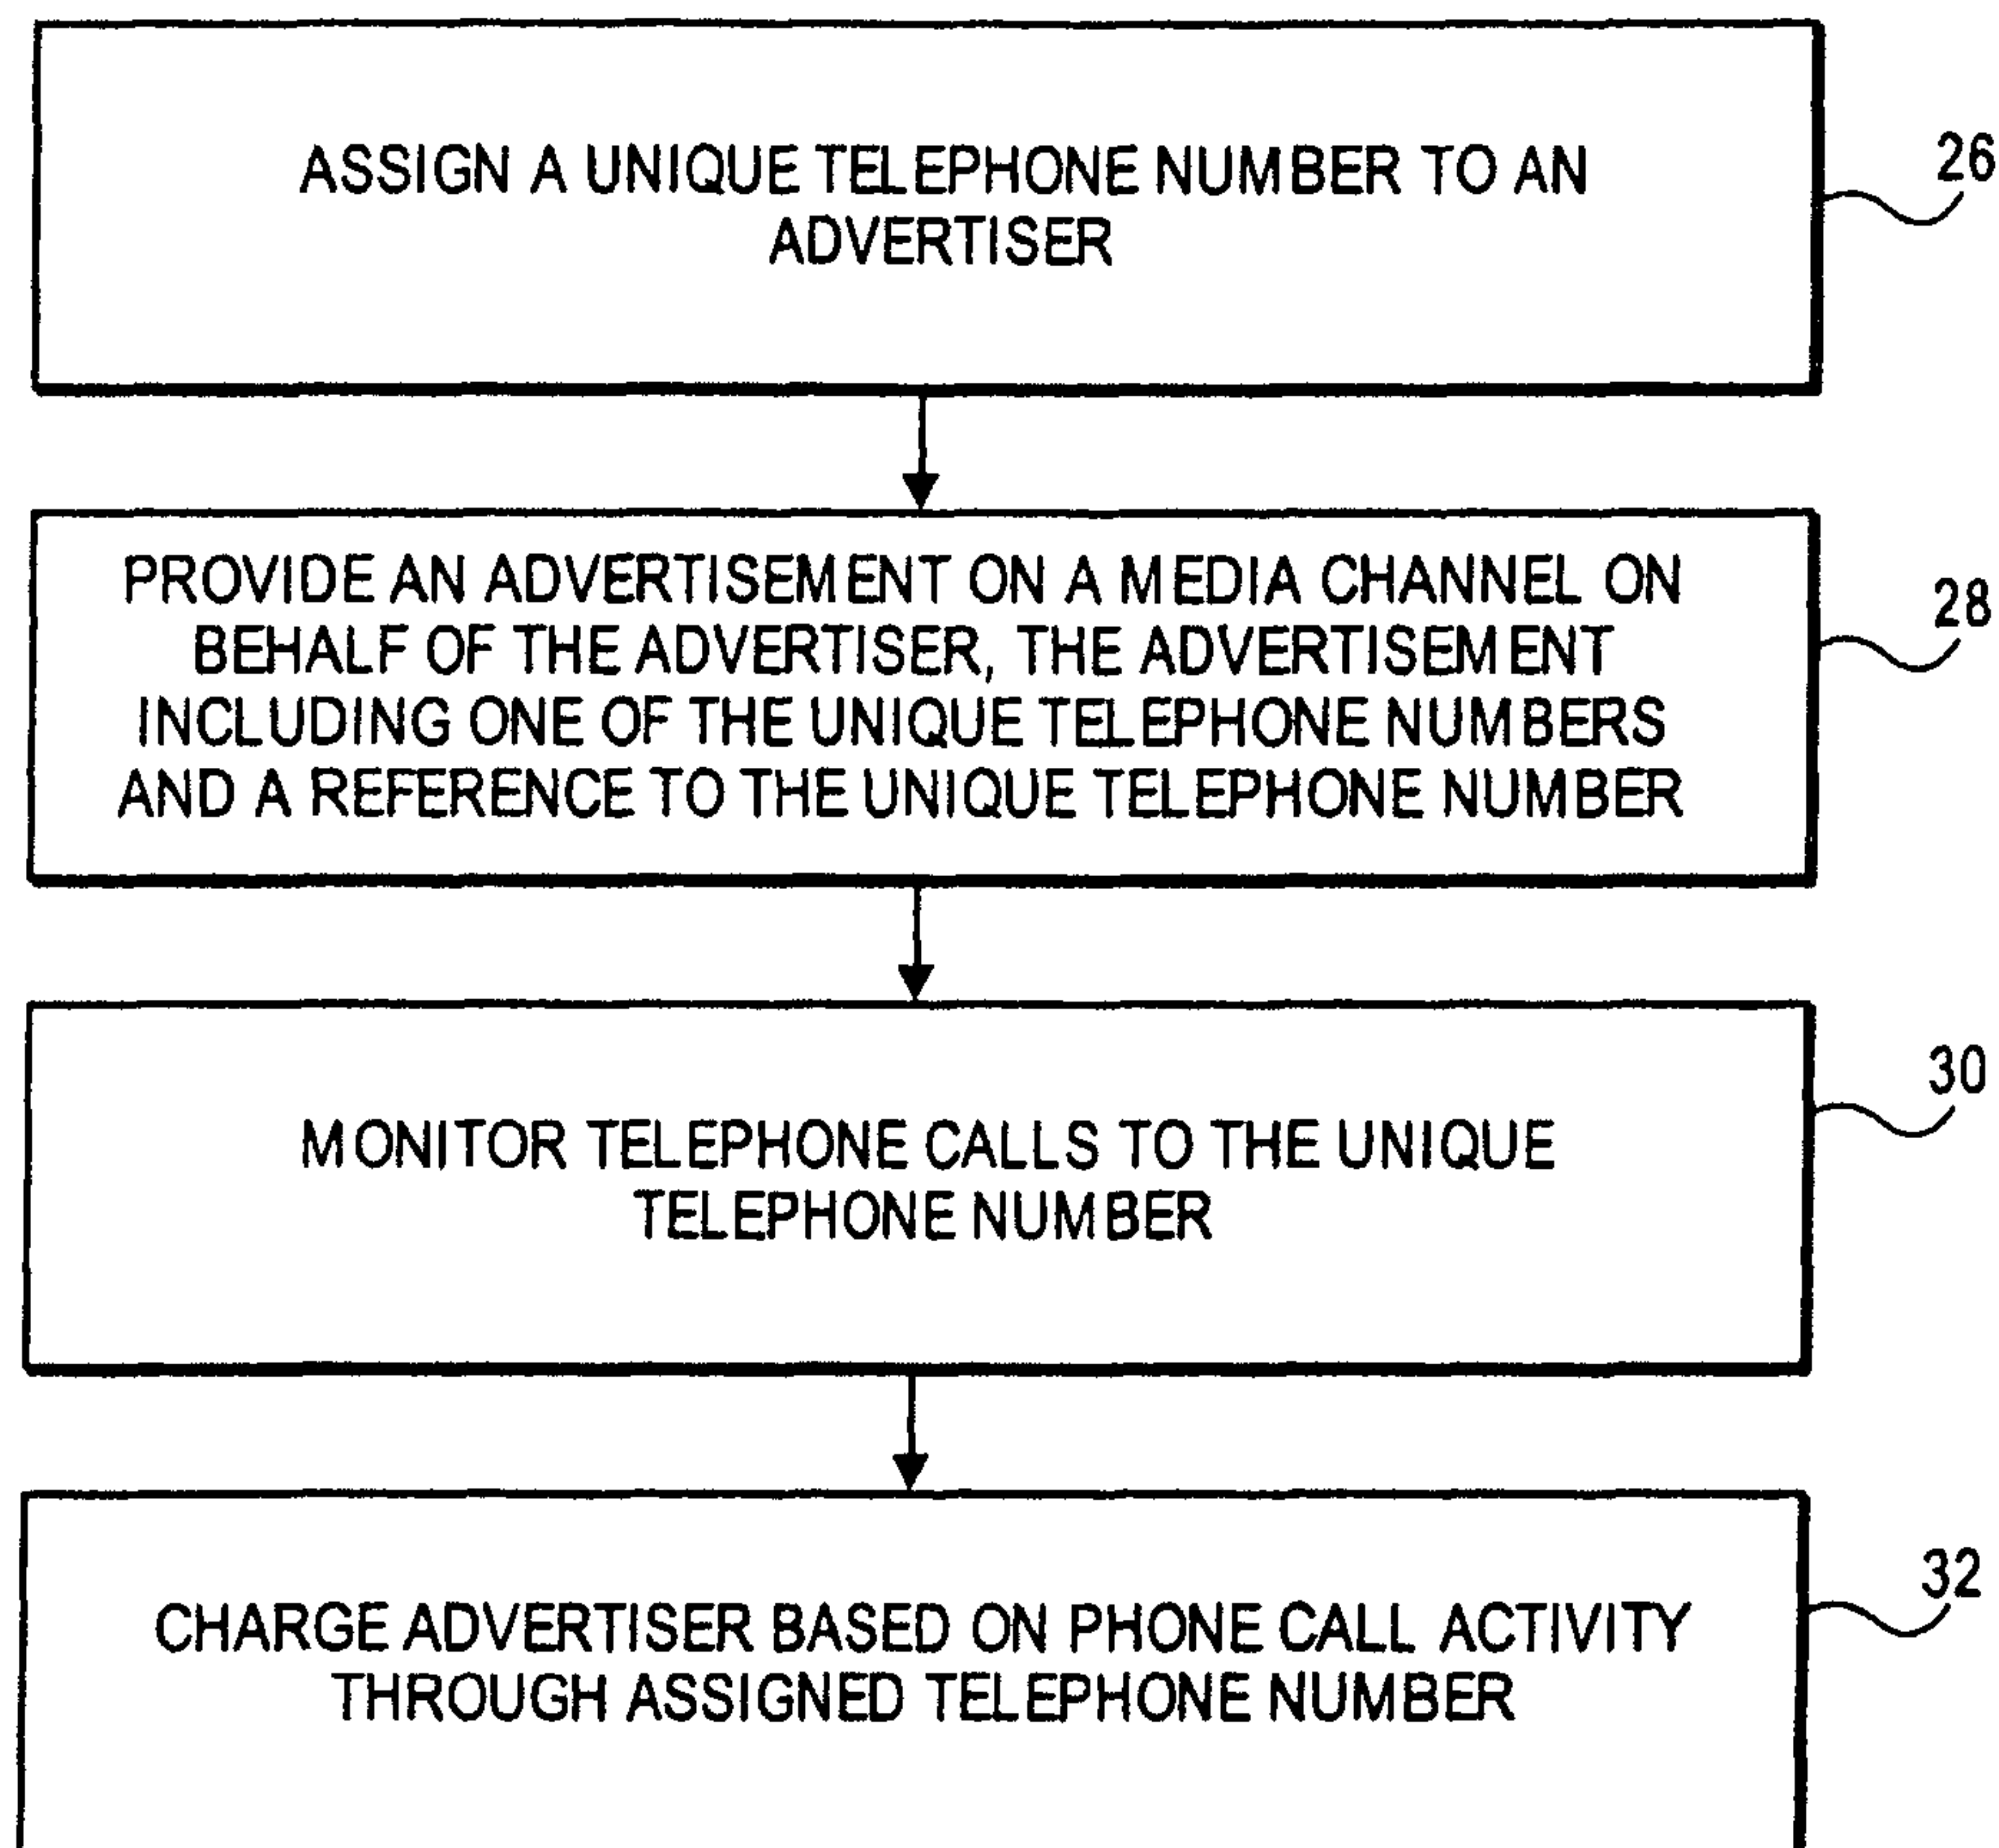 ASSIGN A UNIQUE TELEPHONE NUMBER TO AN
ADVERTISER
26
PROVIDE AN ADVERTISEMENT ON A MEDIA CHANNEL ON
BEHALF OF THE ADVERTISER, THE ADVERTISEMENT
INCLUDING ONE OF THE UNIQUE TELEPHONE NUMBERS
AND A REFERENCE TO THE UNIQUE TELEPHONE NUMBER
28
MONITOR TELEPHONE CALLS TO THE UNIQUE
TELEPHONE NUMBER
30
CHARGE ADVERTISER BASED ON PHONE CALL ACTIVITY
THROUGH ASSIGNED TELEPHONE NUMBER
32